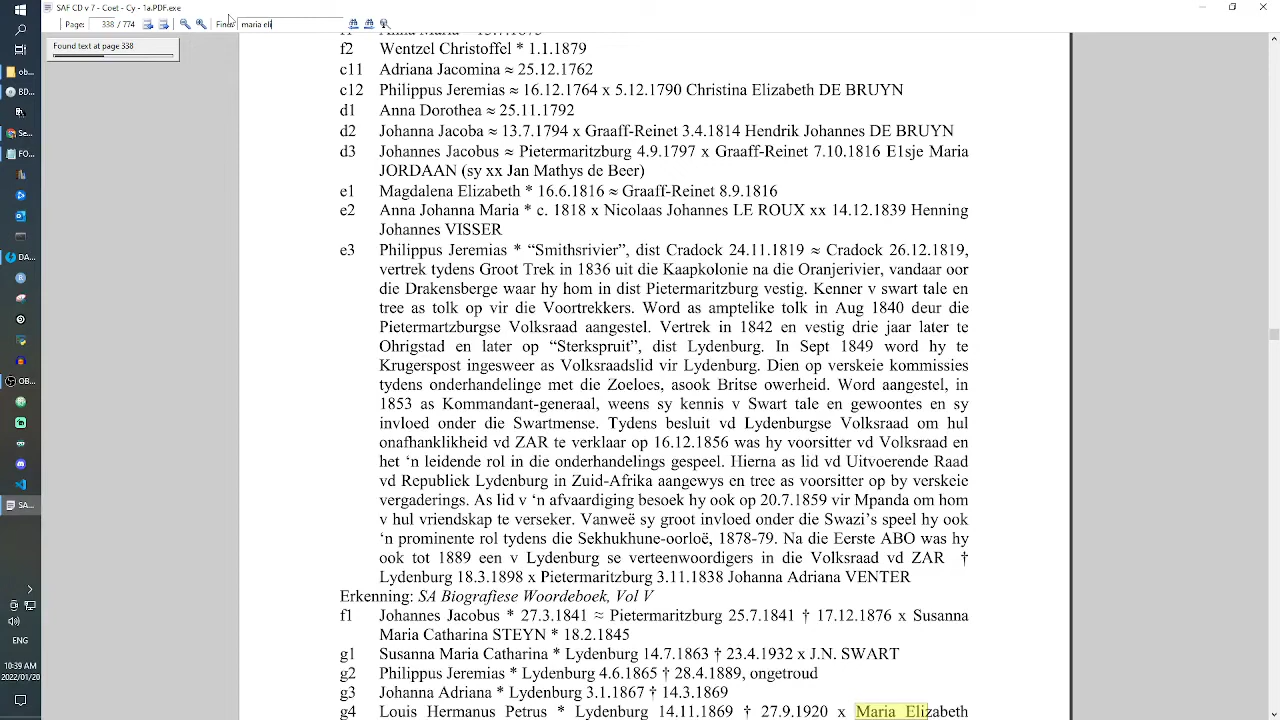 SAF CD v 7 - Coet - Cy - 1a.PDF.exe
Page: 338 / 774 Find: maria eli
Found text at page 338
f2 Wentzel Christoffel * 1.1.1879
c11 Adriana Jacomina ≈ 25.12.1762
c12 Philippus Jeremias ≈ 16.12.1764 x 5.12.1790 Christina Elizabeth DE BRUYN
d1 Anna Dorothea ≈ 25.11.1792
d2 Johanna Jacoba ≈ 13.7.1794 x Graaff-Reinet 3.4.1814 Hendrik Johannes DE BRUYN
d3 Johannes Jacobus ≈ Pietermaritzburg 4.9.1797 x Graaff-Reinet 7.10.1816 E1sje Maria
JORDAAN (sy xx Jan Mathys de Beer)
e1 Magdalena Elizabeth * 16.6.1816 ≈ Graaff-Reinet 8.9.1816
e2 Anna Johanna Maria * c. 1818 x Nicolaas Johannes LE ROUX xx 14.12.1839 Henning
Johannes VISSER
e3 Philippus Jeremias * “Smithsrivier”, dist Cradock 24.11.1819 ≈ Cradock 26.12.1819,
vertrek tydens Groot Trek in 1836 uit die Kaapkolonie na die Oranjerivier, vandaar oor
die Drakensberge waar hy hom in dist Pietermaritzburg vestig. Kenner v swart tale en
tree as tolk op vir die Voortrekkers. Word as amptelike tolk in Aug 1840 deur die
Pietermartzburgse Volksraad aangestel. Vertrek in 1842 en vestig drie jaar later te
Ohrigstad en later op “Sterkspruit”, dist Lydenburg. In Sept 1849 word hy te
Krugerspost ingesweer as Volksraadslid vir Lydenburg. Dien op verskeie kommissies
tydens onderhandelinge met die Zoeloes, asook Britse owerheid. Word aangestel, in
1853 as Kommandant-generaal, weens sy kennis v Swart tale en gewoontes en sy
invloed onder die Swartmense. Tydens besluit vd Lydenburgse Volksraad om hul
onafhanklikheid vd ZAR te verklaar op 16.12.1856 was hy voorsitter vd Volksraad en
het ‘n leidende rol in die onderhandelings gespeel. Hierna as lid vd Uitvoerende Raad
vd Republiek Lydenburg in Zuid-Afrika aangewys en tree as voorsitter op by verskeie
vergaderings. As lid v ‘n afvaardiging besoek hy ook op 20.7.1859 vir Mpanda om hom
v hul vriendskap te verseker. Vanweë sy groot invloed onder die Swazi’s speel hy ook
‘n prominente rol tydens die Sekhukhune-oorloë, 1878-79. Na die Eerste ABO was hy
ook tot 1889 een v Lydenburg se verteenwoordigers in die Volksraad vd ZAR †
Lydenburg 18.3.1898 x Pietermaritzburg 3.11.1838 Johanna Adriana VENTER
Erkenning: SA Biografiese Woordeboek, Vol V
f1 Johannes Jacobus * 27.3.1841 ≈ Pietermaritzburg 25.7.1841 † 17.12.1876 x Susanna
Maria Catharina STEYN * 18.2.1845
g1 Susanna Maria Catharina * Lydenburg 14.7.1863 † 23.4.1932 x J.N. SWART
g2 Philippus Jeremias * Lydenburg 4.6.1865 † 28.4.1889, ongetroud
g3 Johanna Adriana * Lydenburg 3.1.1867 † 14.3.1869
g4 Louis Hermanus Petrus * Lydenburg 14.11.1869 † 27.9.1920 x Maria Elizabeth
ob...
BD...
Go...
FO...
DA...
OB...
SA...
ENG
10:39 AM
2022/01/20